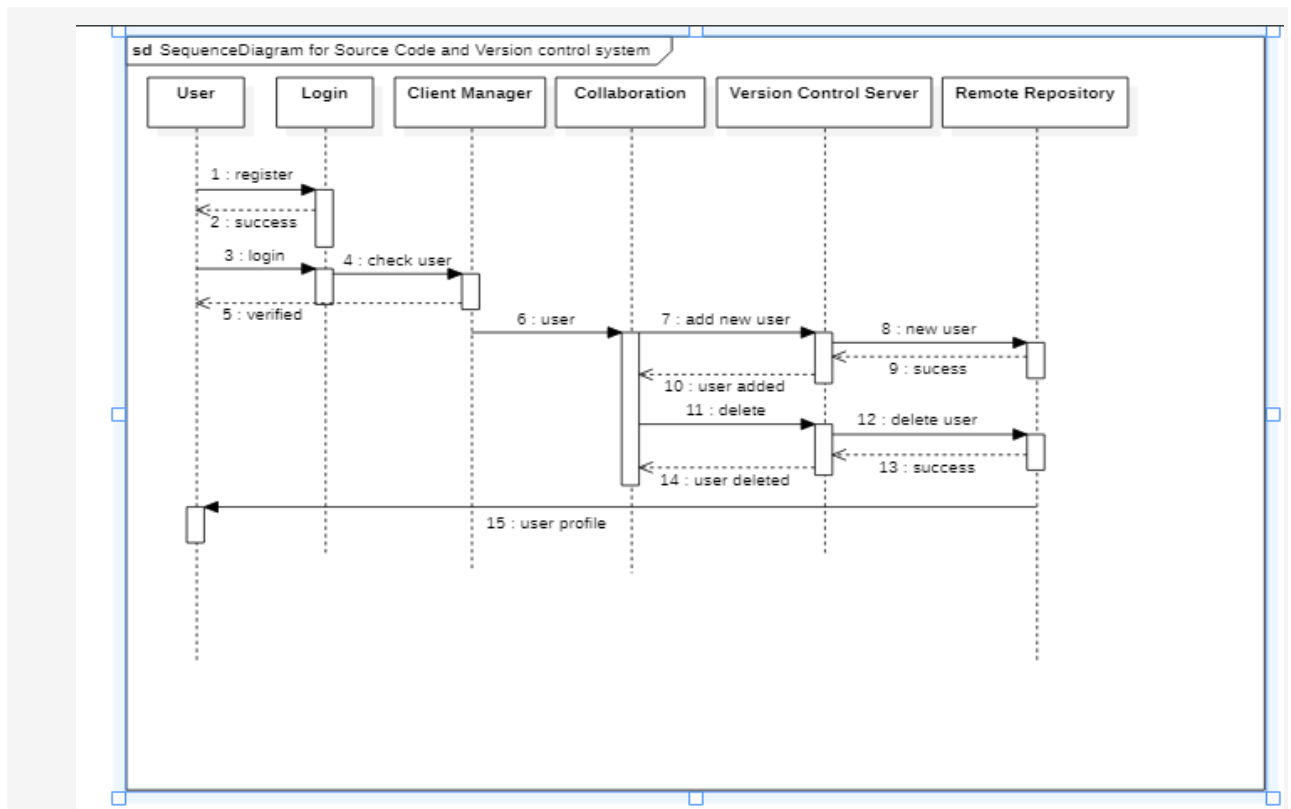 sd SequenceDiagram for Source Code and Version control system
User
Login
Client Manager
Collaboration
Version Control Server
Remote Repository
1 : register
2 : success
3 : login
4 : check user
5 : verified
6 : user
7 : add new user
8 : new user
9 : sucess
10 : user added
11 : delete
12 : delete user
13 : success
14 : user deleted
15 : user profile